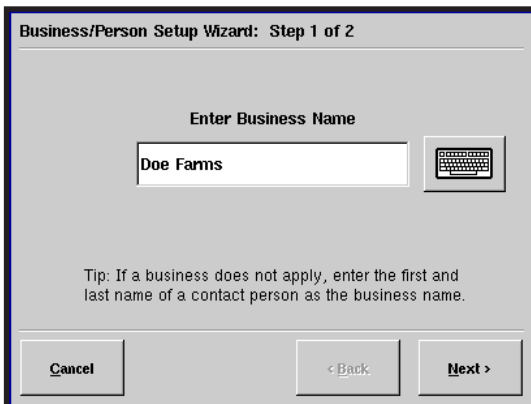 Business/Person Setup Wizard: Step 1 of 2
Enter Business Name
Doe Farms
Tip: If a business does not apply, enter the first and
last name of a contact person as the business name.
Cancel
< Back
Next >